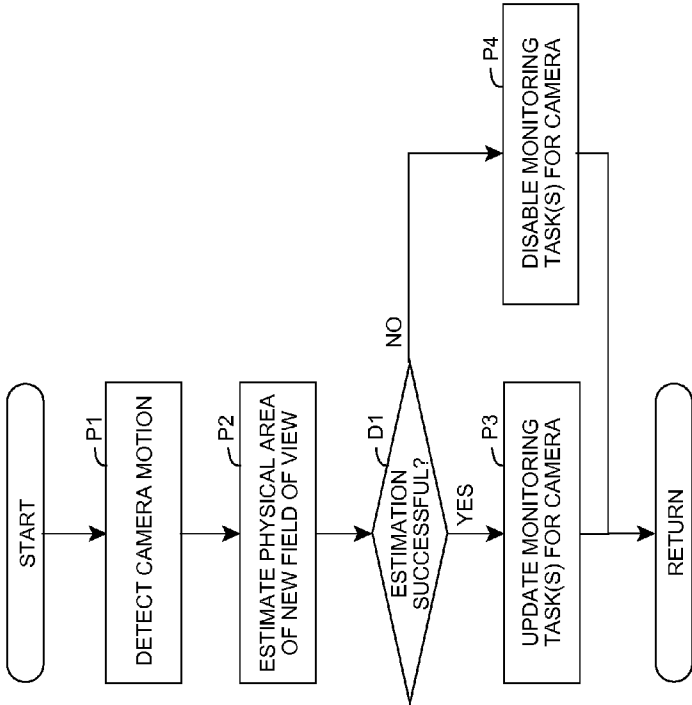 START
P1
DETECT CAMERA MOTION
P2
ESTIMATE PHYSICAL AREA
OF NEW FIELD OF VIEW
D1
ESTIMATION
SUCCESSFUL?
NO
YES
P3
UPDATE MONITORING
TASK(S) FOR CAMERA
P4
DISABLE MONITORING
TASK(S) FOR CAMERA
RETURN